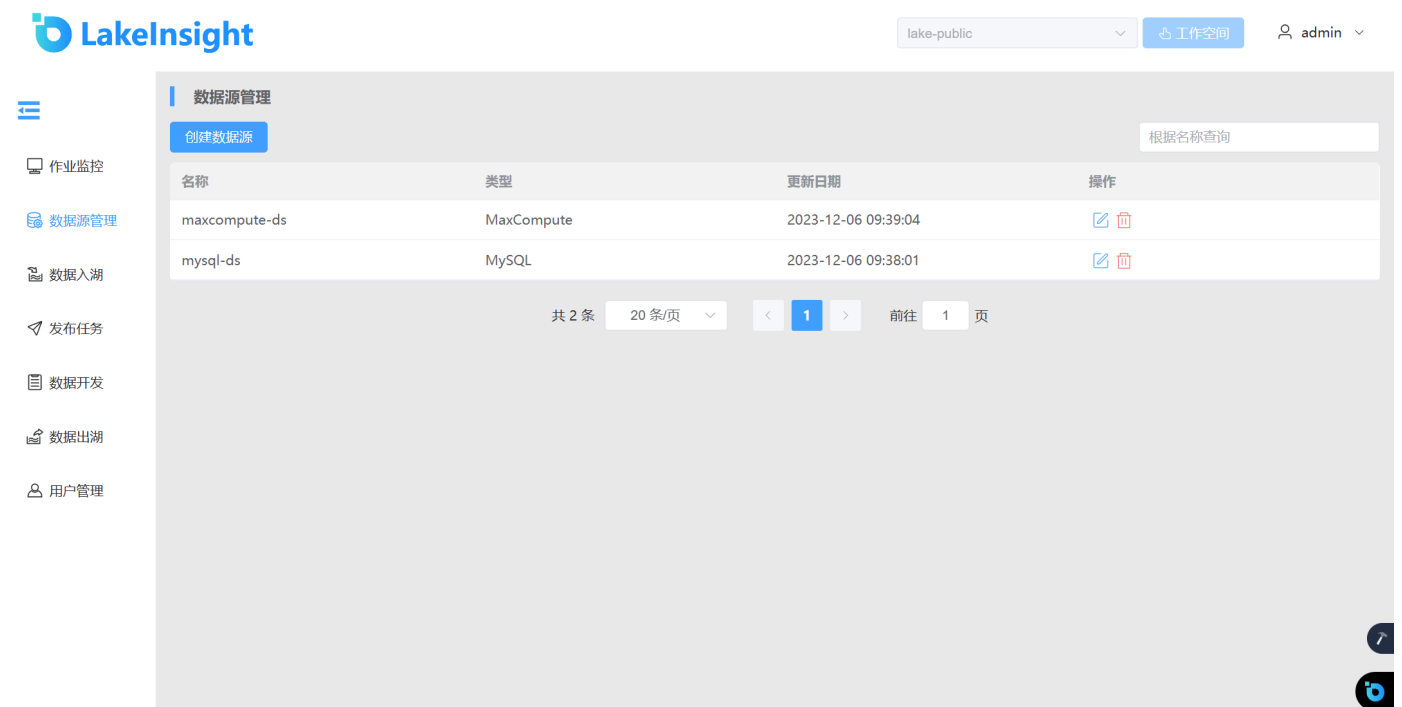 LakeInsight
lake-public
工作空间
admin
数据源管理
创建数据源
根据名称查询
作业监控
数据源管理
数据入湖
发布任务
数据开发
数据出湖
用户管理
名称 类型 更新日期 操作
maxcompute-ds MaxCompute 2023-12-06 09:39:04
mysql-ds MySQL 2023-12-06 09:38:01
共 2 条 20 条/页 1 前往 1 页